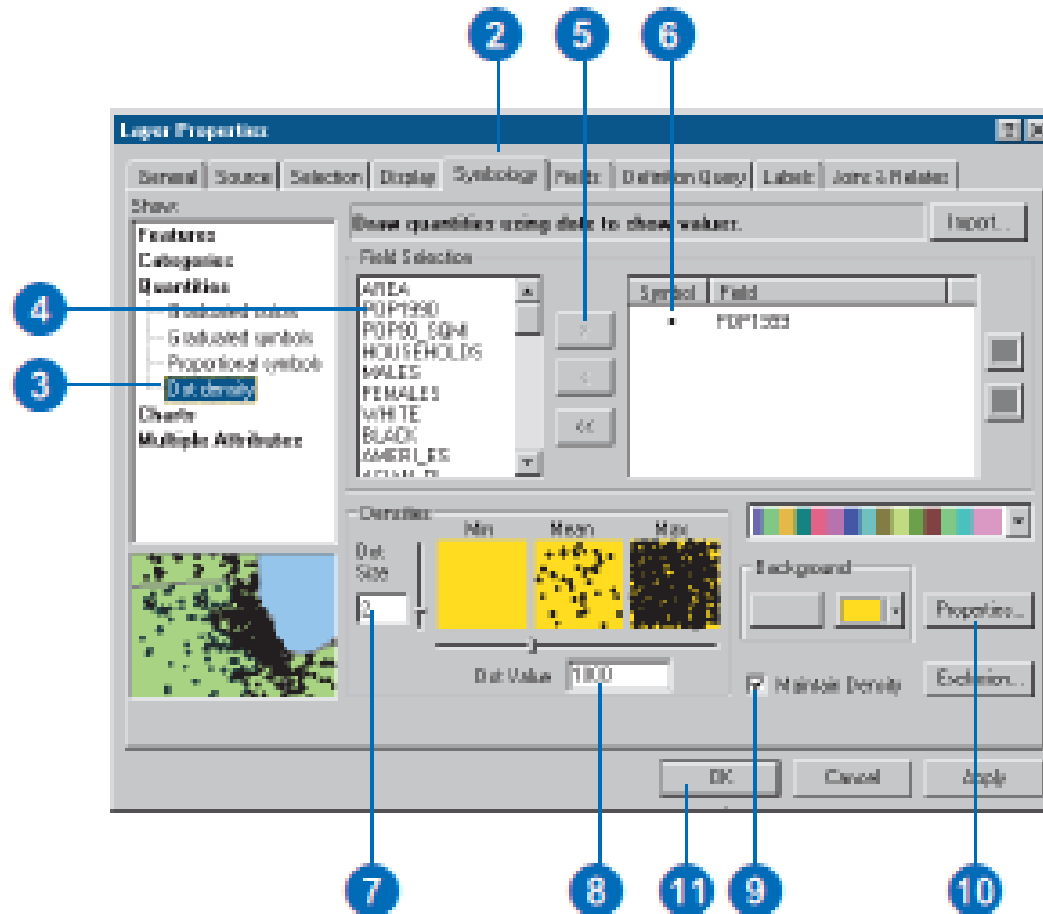 2 5 6
Layer Properties
General Source Selection Display Symbology Fields Definition Query Labels Joins & Relates
Show:
Draw quantities using dots to show values.
Import...
Features
Categories
Quantities
Graduated colors
Graduated symbols
Proportional symbols
Dot density
Charts
Multiple Attributes
4
3
Field Selection
AREA
POP1990
POP90_SQMI
HOUSEHOLDS
MALES
FEMALES
WHITE
BLACK
AMERI_ES
>
<
<<
Symbol Field
POP1999
Densities
Min Mean Max
Dot
Size
2
Dot Value 1000
Background
Properties...
Maintain Density
Exclusion...
OK Cancel Apply
7 8 11 9 10